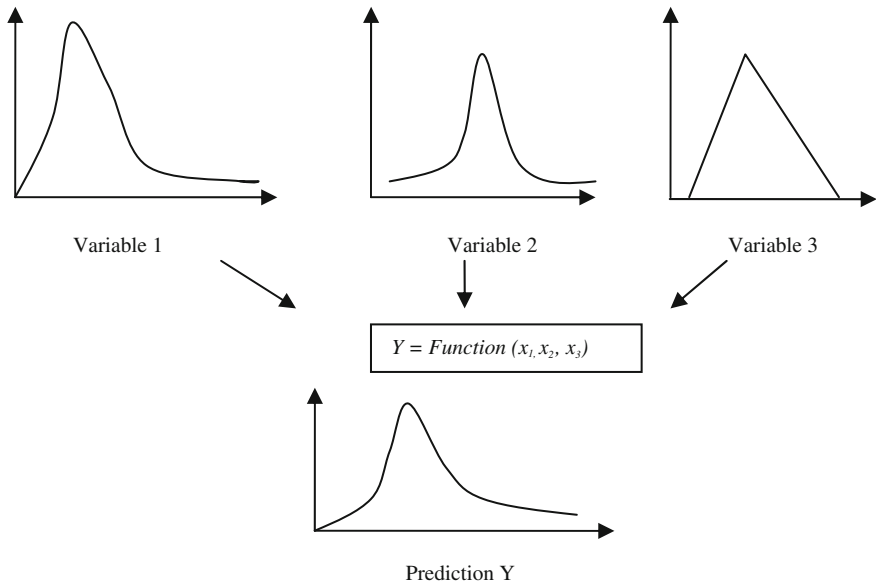 Variable 1
Variable 2
Variable 3
Y = Function (x₁, x₂, x₃)
Prediction Y